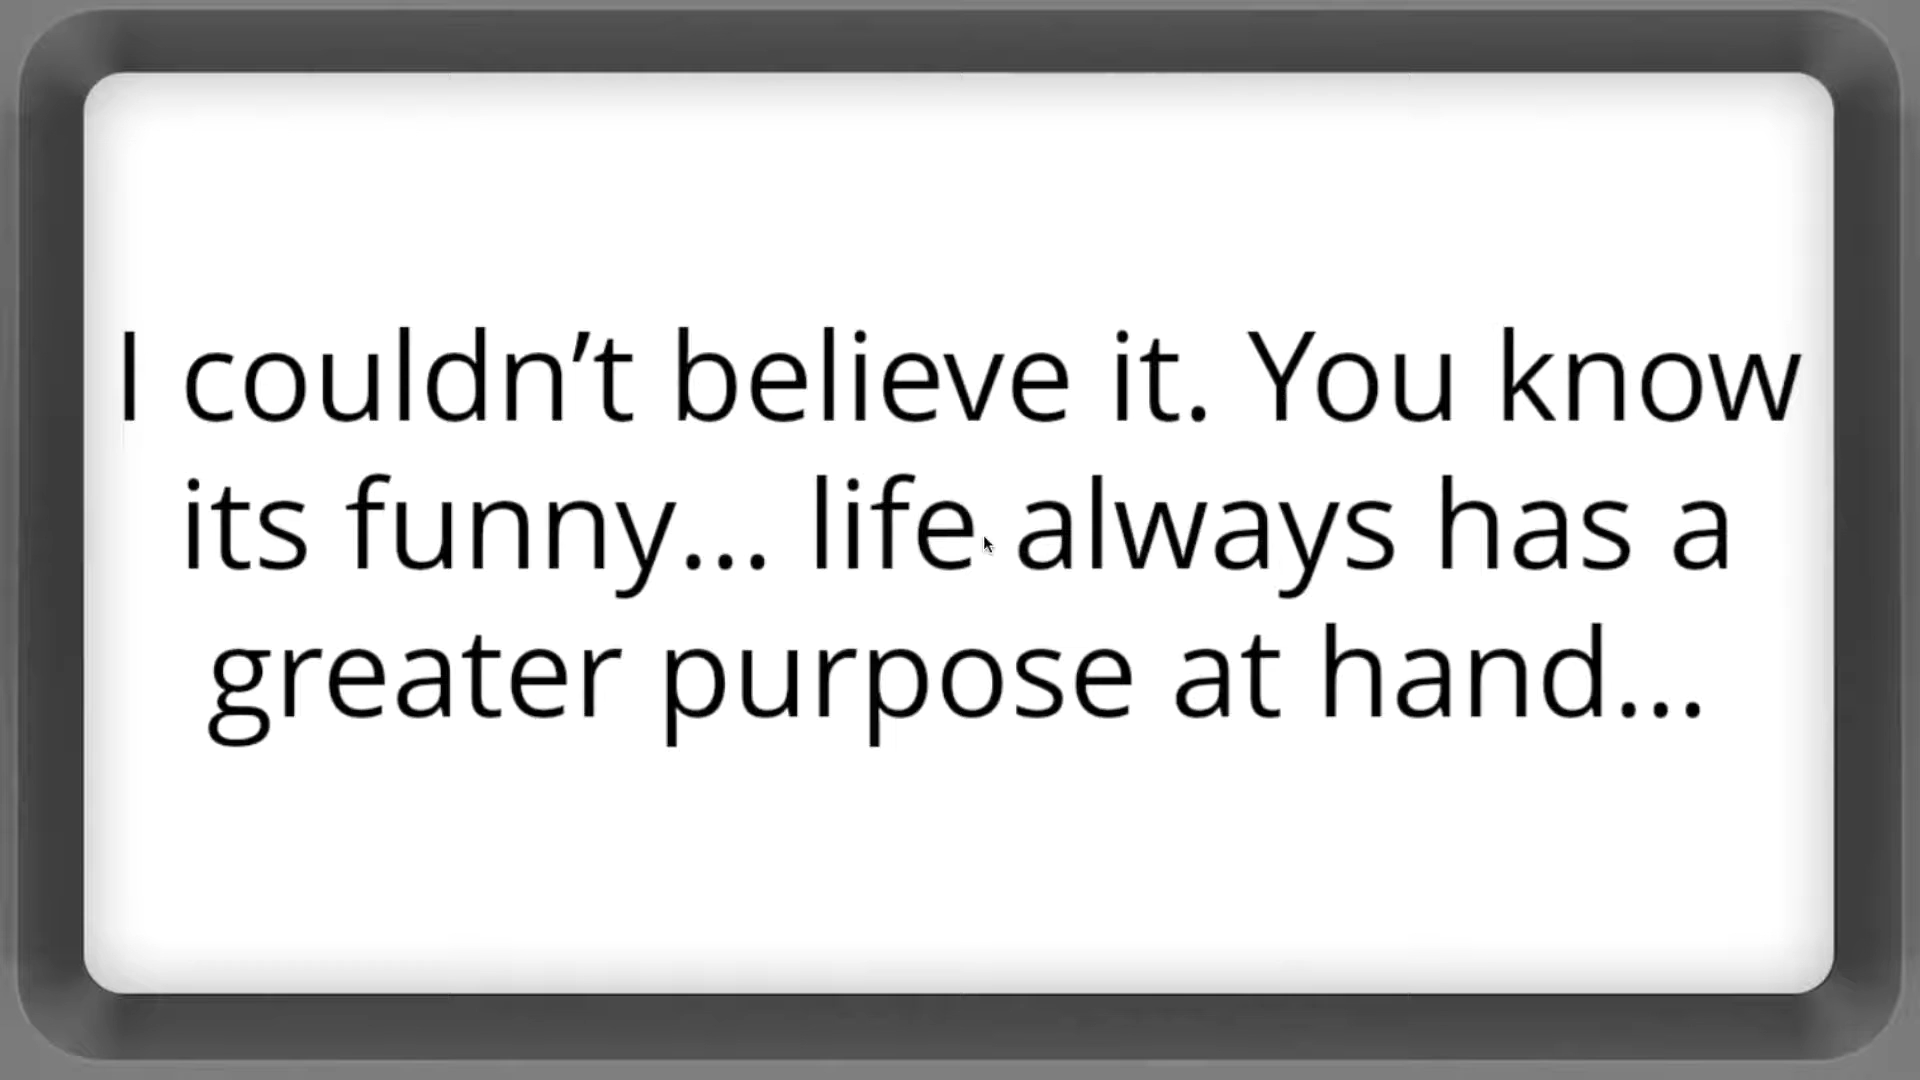 I couldn’t believe it. You know
its funny... life always has a
greater purpose at hand...